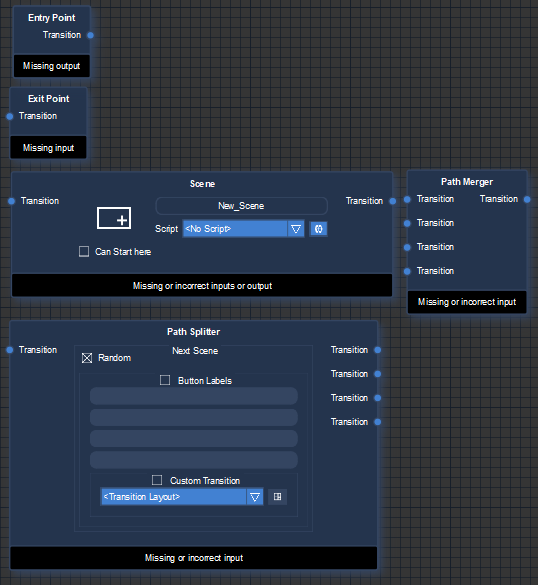 Entry Point
Transition
Missing output
Exit Point
Transition
Missing input
Scene
Transition
New_Scene
Transition
Script
<No Script>
Can Start here
Missing or incorrect inputs or output
Path Merger
Transition
Transition
Transition
Transition
Transition
Missing or incorrect input
Path Splitter
Transition
Next Scene
Transition
Random
Transition
Button Labels
Transition
Transition
Custom Transition
<Transition Layout>
Missing or incorrect input